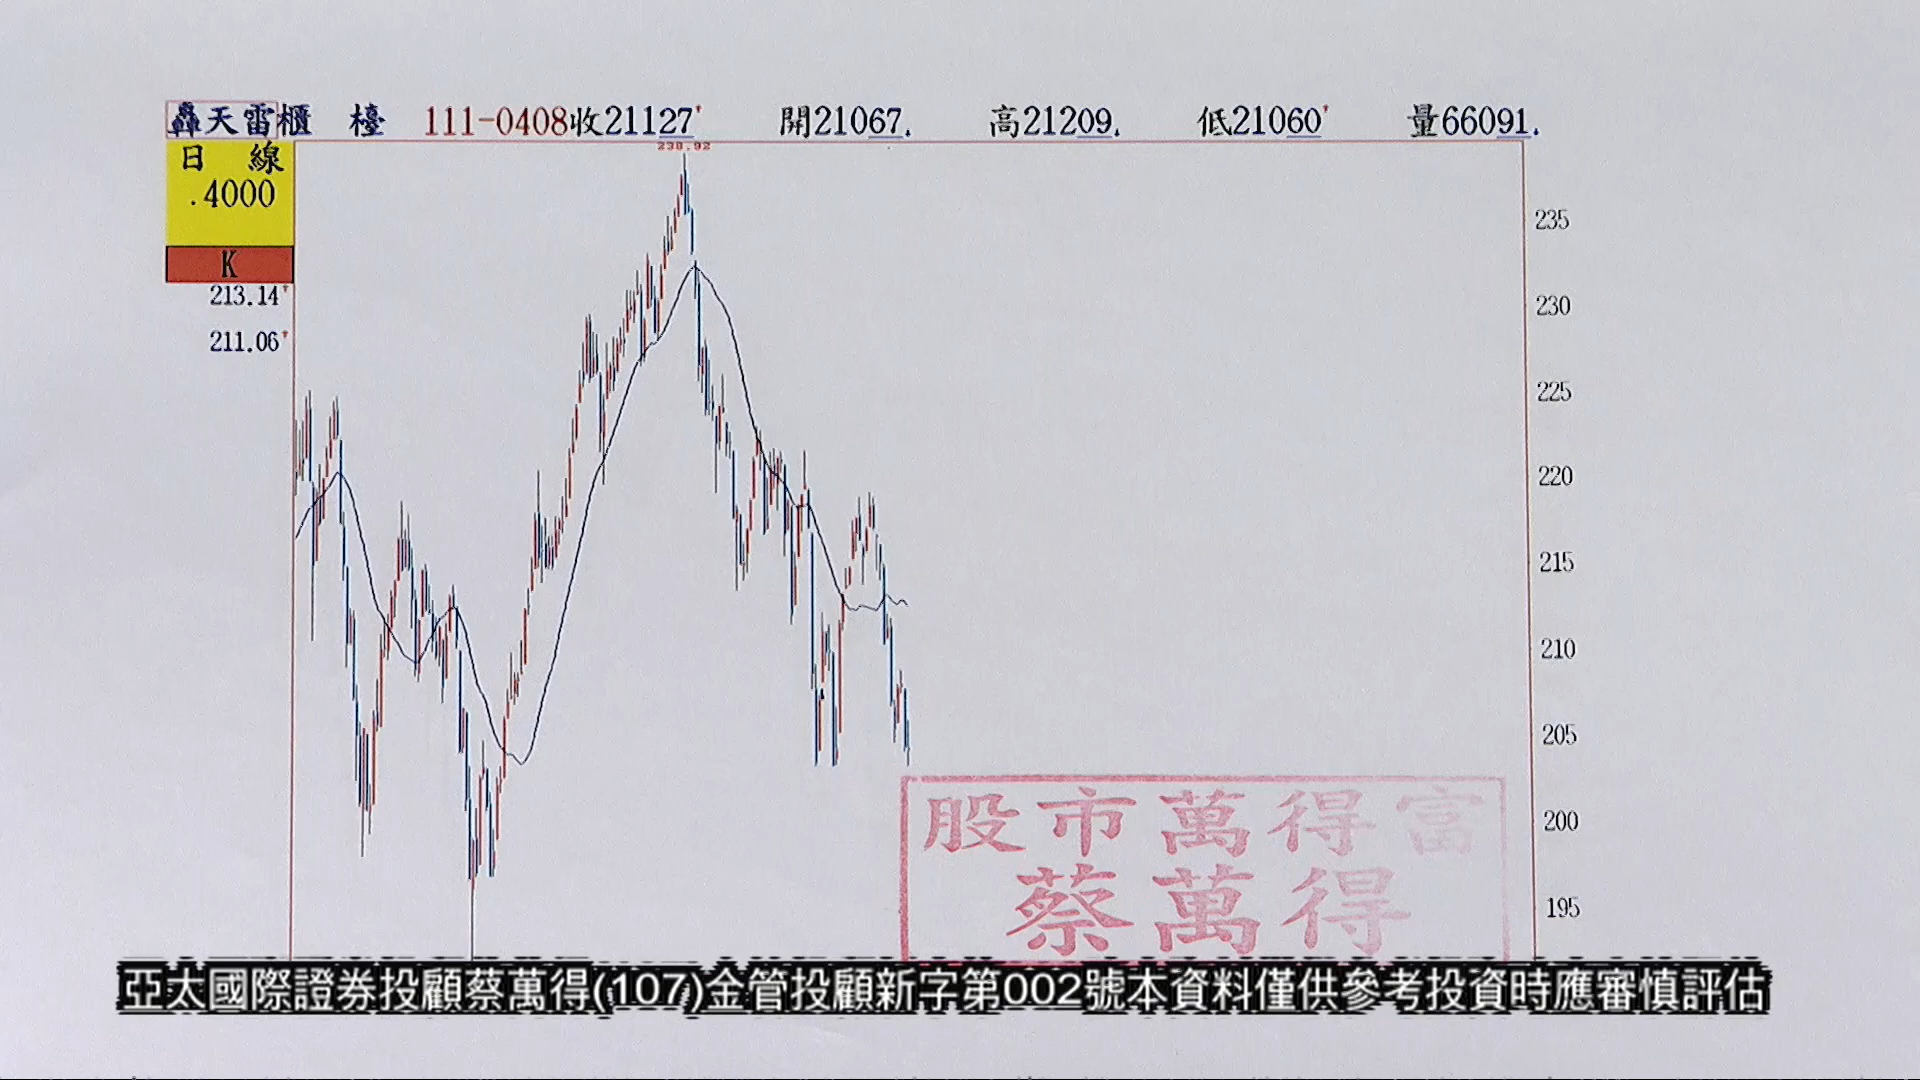 轟天雷櫃 檯 111-0408收21127↑ 開21067. 高21209. 低21060↑ 量66091.
日 線
.4000
K
213.14↑
211.06↑
238.92
235
230
225
220
215
210
205
200
195
股市萬得富
蔡萬得
亞太國際證券投顧蔡萬得(107)金管投顧新字第002號本資料僅供參考投資時應審慎評估